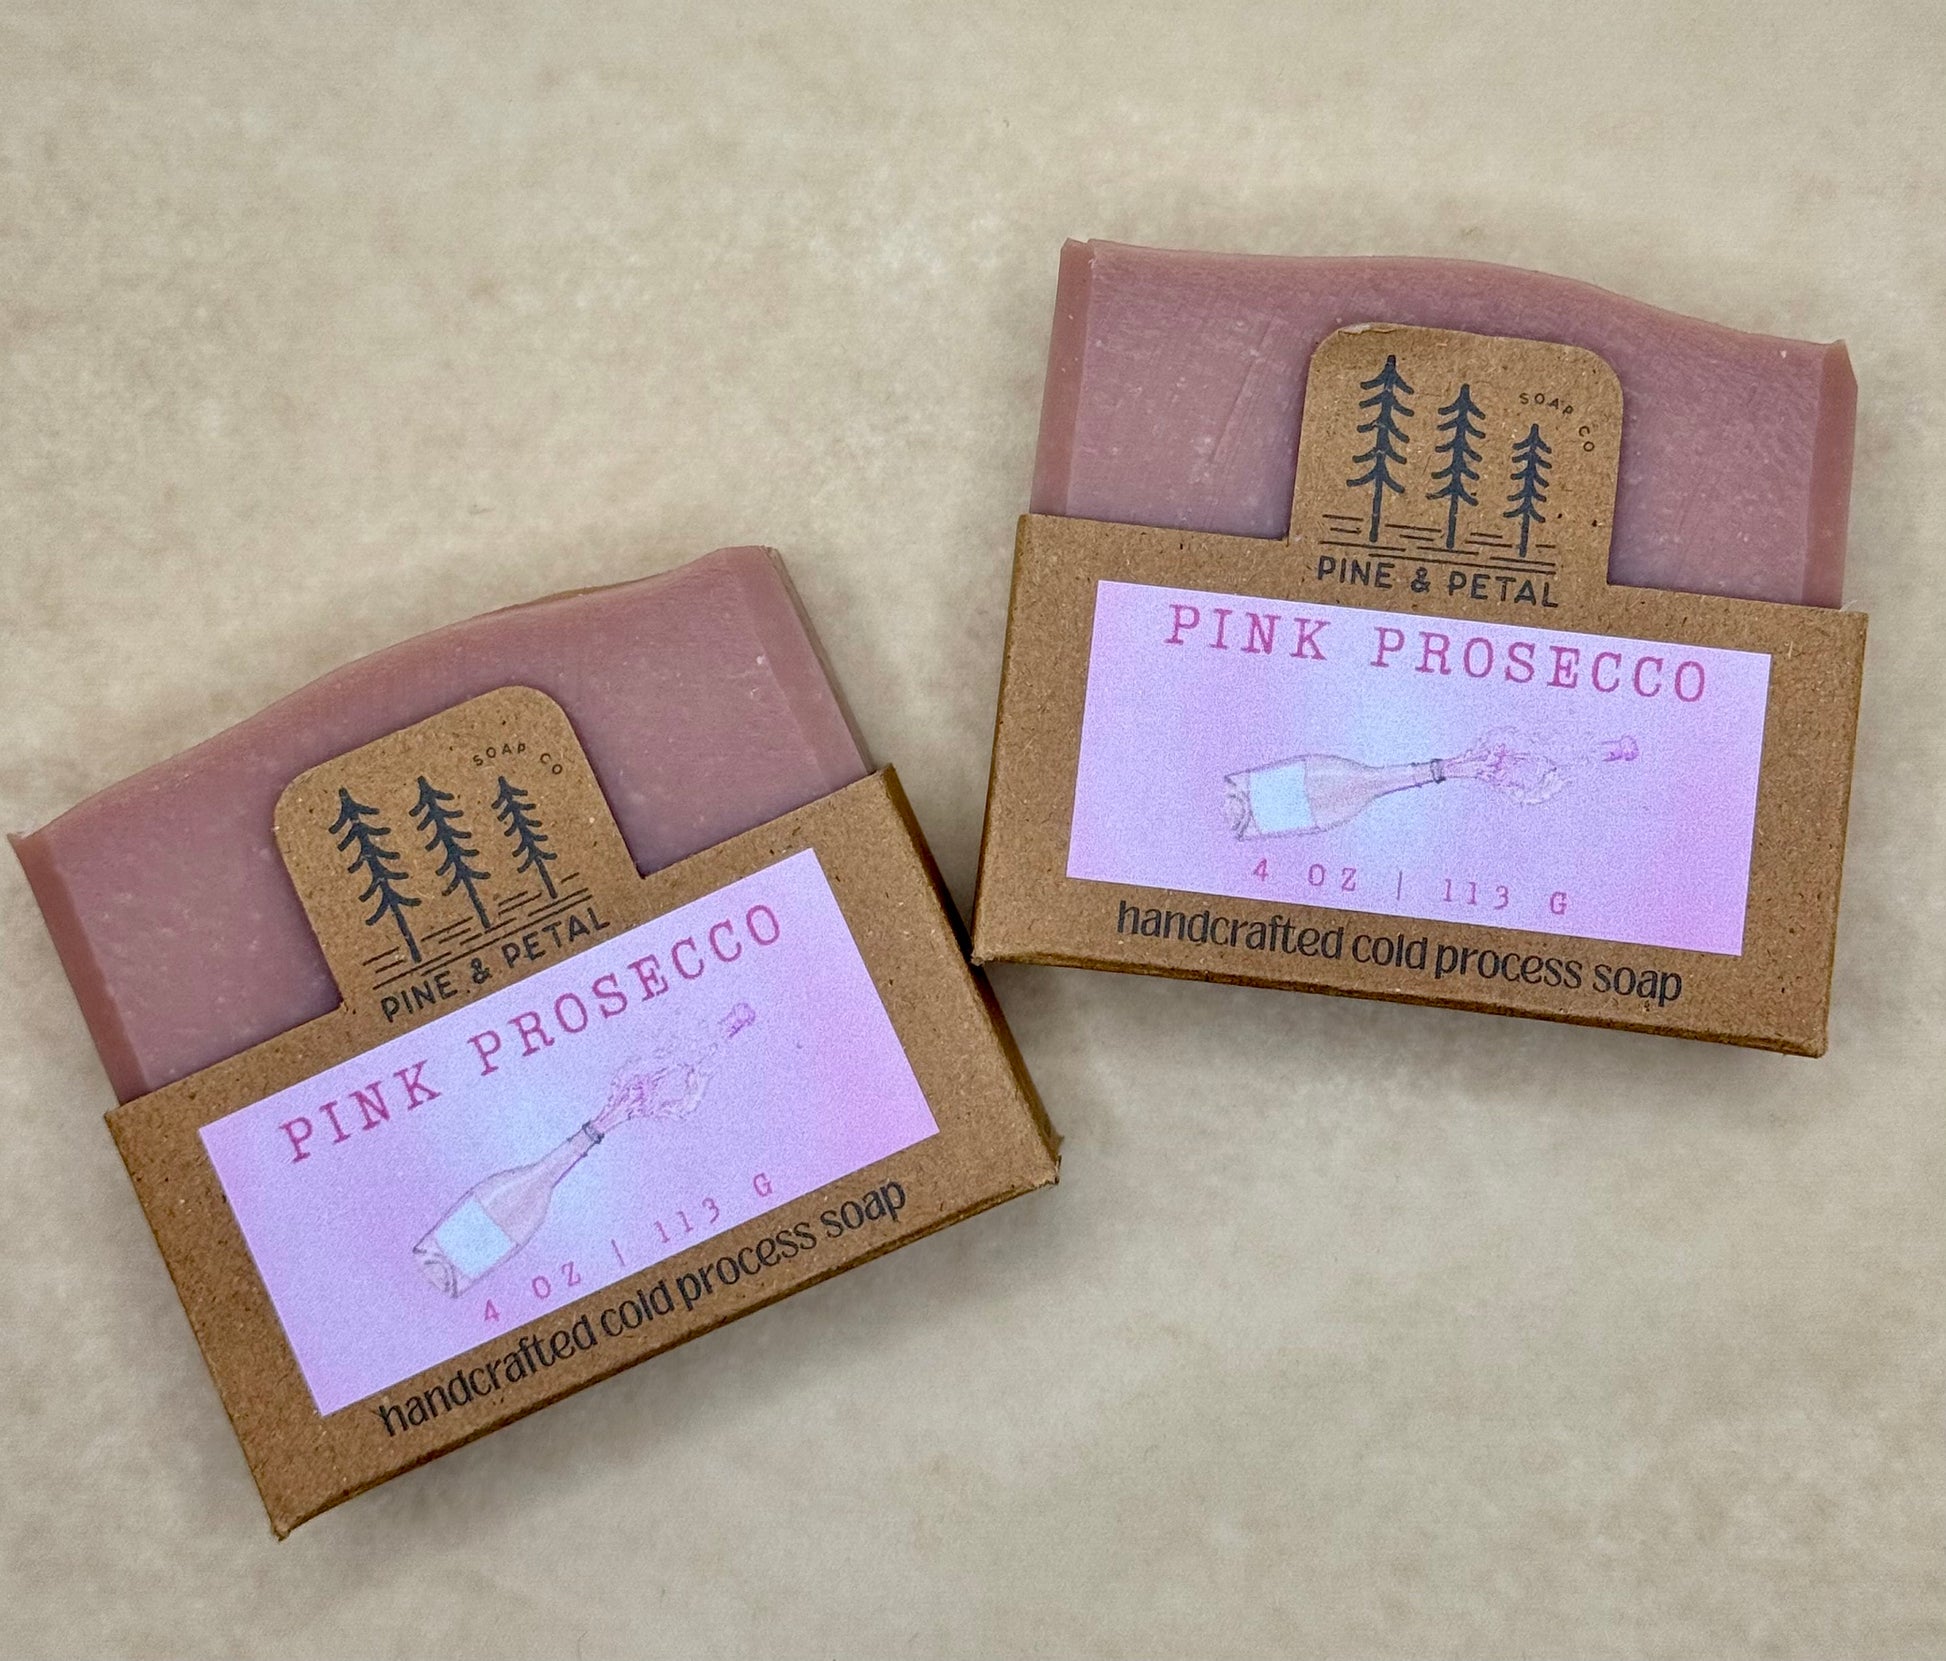 SOAP CO
PINE & PETAL
PINK PROSECCO
4 OZ | 113 G
handcrafted cold process soap
SOAP CO
PINE & PETAL
PINK PROSECCO
4 OZ | 113 G
handcrafted cold process soap